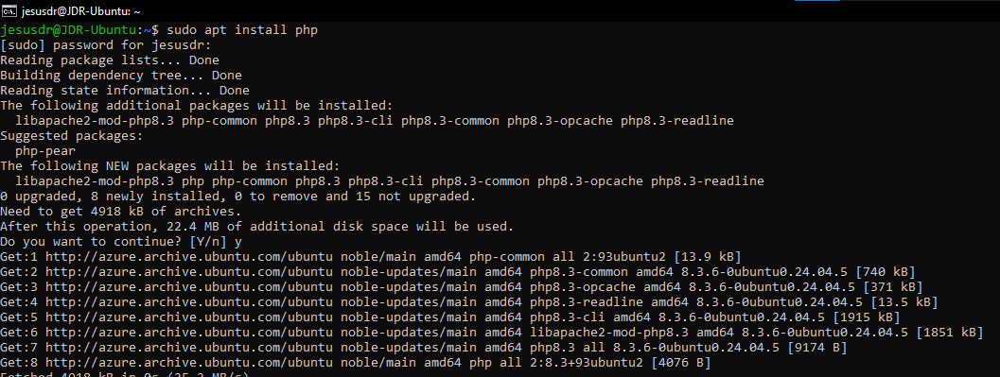 jesusdr@JDR-Ubuntu: ~
jesusdr@JDR-Ubuntu:~$ sudo apt install php
[sudo] password for jesusdr:
Reading package lists... Done
Building dependency tree... Done
Reading state information... Done
The following additional packages will be installed:
  libapache2-mod-php8.3 php-common php8.3 php8.3-cli php8.3-common php8.3-opcache php8.3-readline
Suggested packages:
  php-pear
The following NEW packages will be installed:
  libapache2-mod-php8.3 php php-common php8.3 php8.3-cli php8.3-common php8.3-opcache php8.3-readline
0 upgraded, 8 newly installed, 0 to remove and 15 not upgraded.
Need to get 4918 kB of archives.
After this operation, 22.4 MB of additional disk space will be used.
Do you want to continue? [Y/n] y
Get:1 http://azure.archive.ubuntu.com/ubuntu noble/main amd64 php-common all 2:93ubuntu2 [13.9 kB]
Get:2 http://azure.archive.ubuntu.com/ubuntu noble-updates/main amd64 php8.3-common amd64 8.3.6-0ubuntu0.24.04.5 [740 kB]
Get:3 http://azure.archive.ubuntu.com/ubuntu noble-updates/main amd64 php8.3-opcache amd64 8.3.6-0ubuntu0.24.04.5 [371 kB]
Get:4 http://azure.archive.ubuntu.com/ubuntu noble-updates/main amd64 php8.3-readline amd64 8.3.6-0ubuntu0.24.04.5 [13.5 kB]
Get:5 http://azure.archive.ubuntu.com/ubuntu noble-updates/main amd64 php8.3-cli amd64 8.3.6-0ubuntu0.24.04.5 [1915 kB]
Get:6 http://azure.archive.ubuntu.com/ubuntu noble-updates/main amd64 libapache2-mod-php8.3 amd64 8.3.6-0ubuntu0.24.04.5 [1851 kB]
Get:7 http://azure.archive.ubuntu.com/ubuntu noble-updates/main amd64 php8.3 all 8.3.6-0ubuntu0.24.04.5 [9174 B]
Get:8 http://azure.archive.ubuntu.com/ubuntu noble/main amd64 php all 2:8.3+93ubuntu2 [4076 B]
Fetched 4918 kB in 0s (25.2 MB/s)